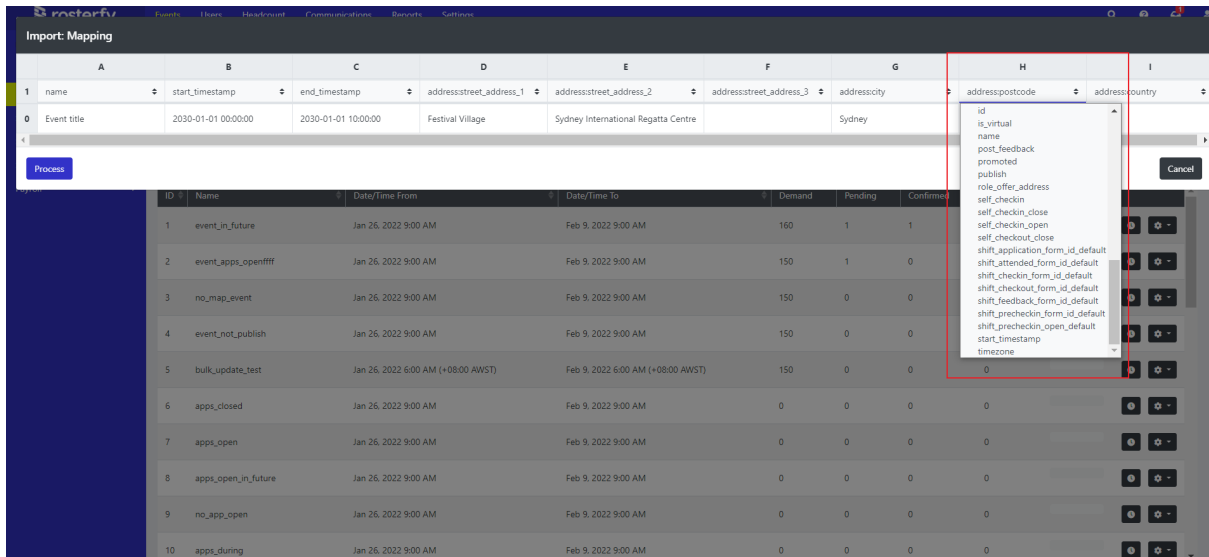 rosterfy Events Users Headcount Communications Reports Settings
Import: Mapping
A B C D E F G H I
1 name start_timestamp end_timestamp address:street_address_1 address:street_address_2 address:street_address_3 address:city address:postcode address:country
0 Event title 2030-01-01 00:00:00 2030-01-01 10:00:00 Festival Village Sydney International Regatta Centre Sydney
id
is_virtual
name
post_feedback
promoted
publish
role_offer_address
self_checkin
self_checkin_close
self_checkin_open
self_checkout_close
shift_application_form_id_default
shift_attended_form_id_default
shift_checkin_form_id_default
shift_checkout_form_id_default
shift_feedback_form_id_default
shift_precheckin_form_id_default
shift_precheckin_open_default
start_timestamp
timezone
Process Cancel
Payroll
ID Name Date/Time From Date/Time To Demand Pending Confirmed
1 event_in_future Jan 26, 2022 9:00 AM Feb 9, 2022 9:00 AM 160 1 1
2 event_apps_openffff Jan 26, 2022 9:00 AM Feb 9, 2022 9:00 AM 150 1 0
3 no_map_event Jan 26, 2022 9:00 AM Feb 9, 2022 9:00 AM 150 0 0
4 event_not_publish Jan 26, 2022 9:00 AM Feb 9, 2022 9:00 AM 150 0 0
5 bulk_update_test Jan 26, 2022 6:00 AM (+08:00 AWST) Feb 9, 2022 6:00 AM (+08:00 AWST) 150 0 0 0
6 apps_closed Jan 26, 2022 9:00 AM Feb 9, 2022 9:00 AM 0 0 0 0
7 apps_open Jan 26, 2022 9:00 AM Feb 9, 2022 9:00 AM 0 0 0 0
8 apps_open_in_future Jan 26, 2022 9:00 AM Feb 9, 2022 9:00 AM 0 0 0 0
9 no_app_open Jan 26, 2022 9:00 AM Feb 9, 2022 9:00 AM 0 0 0 0
10 apps_during Jan 26, 2022 9:00 AM Feb 9, 2022 9:00 AM 0 0 0 0